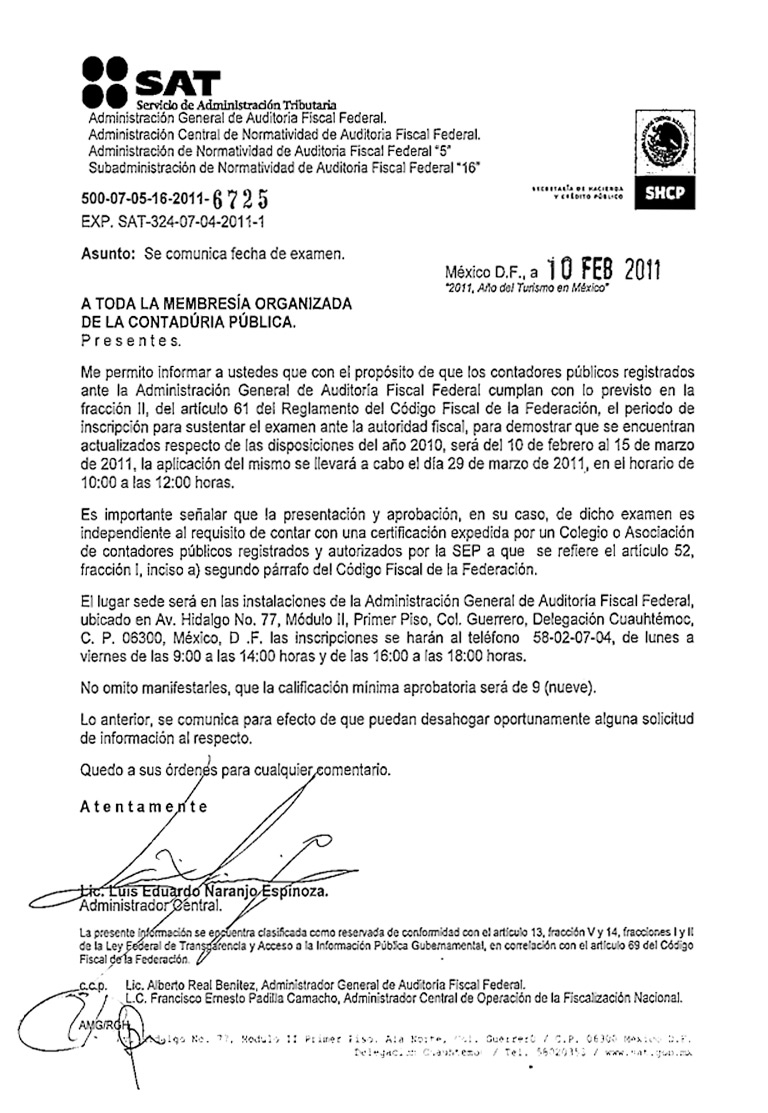 SAT
Servicio de Administración Tributaria
Administración General de Auditoria Fiscal Federal.
Administración Central de Normatividad de Auditoria Fiscal Federal.
Administración de Normatividad de Auditoria Fiscal Federal "5"
Subadministración de Normatividad de Auditoria Fiscal Federal "16"
SECRETARÍA DE HACIENDA
Y CRÉDITO PÚBLICO
SHCP
500-07-05-16-2011-6725
EXP. SAT-324-07-04-2011-1
Asunto: Se comunica fecha de examen.
México D.F., a 10 FEB 2011
"2011, Año del Turismo en México"
A TODA LA MEMBRESÍA ORGANIZADA
DE LA CONTADÚRIA PÚBLICA.
P r e s e n t e s.
Me permito informar a ustedes que con el propósito de que los contadores públicos registrados
ante la Administración General de Auditoría Fiscal Federal cumplan con lo previsto en la
fracción II, del artículo 61 del Reglamento del Código Fiscal de la Federación, el periodo de
inscripción para sustentar el examen ante la autoridad fiscal, para demostrar que se encuentran
actualizados respecto de las disposiciones del año 2010, será del 10 de febrero al 15 de marzo
de 2011, la aplicación del mismo se llevará a cabo el día 29 de marzo de 2011, en el horario de
10:00 a las 12:00 horas.
Es importante señalar que la presentación y aprobación, en su caso, de dicho examen es
independiente al requisito de contar con una certificación expedida por un Colegio o Asociación
de contadores públicos registrados y autorizados por la SEP a que se refiere el artículo 52,
fracción I, inciso a) segundo párrafo del Código Fiscal de la Federación.
El lugar sede será en las instalaciones de la Administración General de Auditoría Fiscal Federal,
ubicado en Av. Hidalgo No. 77, Módulo II, Primer Piso, Col. Guerrero, Delegación Cuauhtémoc,
C. P. 06300, México, D .F. las inscripciones se harán al teléfono 58-02-07-04, de lunes a
viernes de las 9:00 a las 14:00 horas y de las 16:00 a las 18:00 horas.
No omito manifestarles, que la calificación mínima aprobatoria será de 9 (nueve).
Lo anterior, se comunica para efecto de que puedan desahogar oportunamente alguna solicitud
de información al respecto.
Quedo a sus órdenes para cualquier comentario.
A t e n t a m e n t e
Lic. Luis Eduardo Naranjo Espinoza.
Administrador Central.
La presente información se encuentra clasificada como reservada de conformidad con el artículo 13, fracción V y 14, fracciones I y II
de la Ley Federal de Transparencia y Acceso a la Información Pública Gubernamental, en correlación con el artículo 69 del Código
Fiscal de la Federación.
c.c.p. Lic. Alberto Real Benitez, Administrador General de Auditoria Fiscal Federal.
L.C. Francisco Ernesto Padilla Camacho, Administrador Central de Operación de la Fiscalización Nacional.
AMG/RGH
Hidalgo No. 77, Modulo II Primer Piso, Ala Norte, Col. Guerrero / C.P. 06300 México D.F.
Delegación Cuauhtemoc / Tel. 58020353 / www.sat.gob.mx